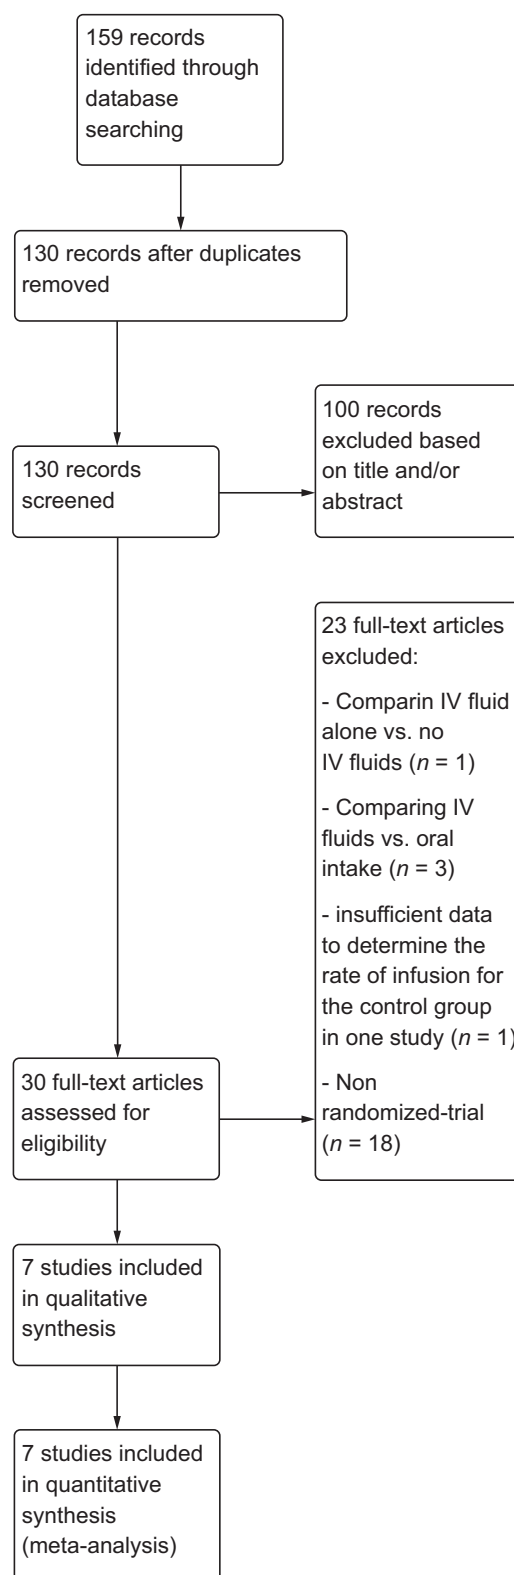 159 records
identified through
database
searching
130 records after duplicates
removed
130 records
screened
100 records
excluded based
on title and/or
abstract
23 full-text articles
excluded:
- Comparin IV fluid
alone vs. no
IV fluids (n = 1)
- Comparing IV
fluids vs. oral
intake (n = 3)
- insufficient data
to determine the
rate of infusion for
the control group
in one study (n = 1)
- Non
randomized-trial
(n = 18)
30 full-text articles
assessed for
eligibility
7 studies included
in qualitative
synthesis
7 studies included
in quantitative
synthesis
(meta-analysis)